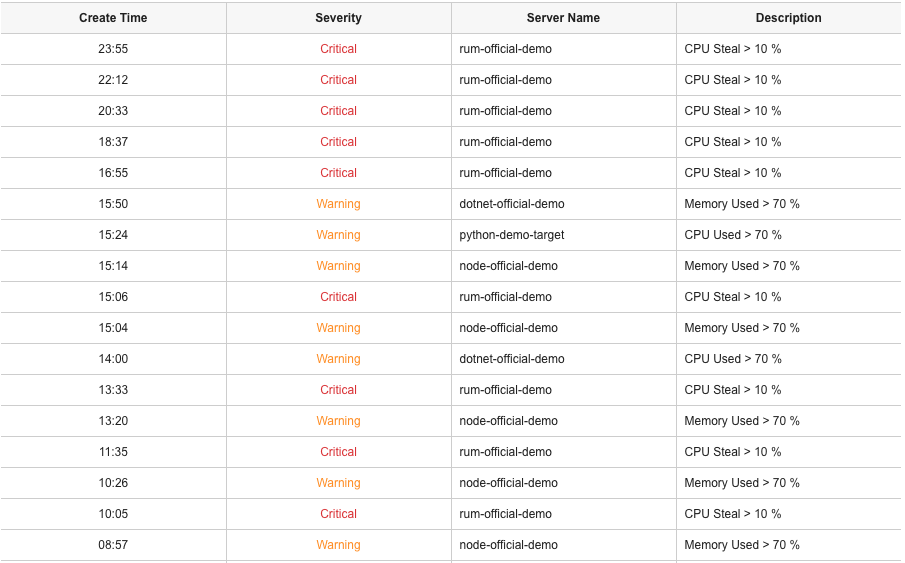 Create Time Severity Server Name Description
23:55 Critical rum-official-demo CPU Steal > 10 %
22:12 Critical rum-official-demo CPU Steal > 10 %
20:33 Critical rum-official-demo CPU Steal > 10 %
18:37 Critical rum-official-demo CPU Steal > 10 %
16:55 Critical rum-official-demo CPU Steal > 10 %
15:50 Warning dotnet-official-demo Memory Used > 70 %
15:24 Warning python-demo-target CPU Used > 70 %
15:14 Warning node-official-demo Memory Used > 70 %
15:06 Critical rum-official-demo CPU Steal > 10 %
15:04 Warning node-official-demo Memory Used > 70 %
14:00 Warning dotnet-official-demo CPU Used > 70 %
13:33 Critical rum-official-demo CPU Steal > 10 %
13:20 Warning node-official-demo Memory Used > 70 %
11:35 Critical rum-official-demo CPU Steal > 10 %
10:26 Warning node-official-demo Memory Used > 70 %
10:05 Critical rum-official-demo CPU Steal > 10 %
08:57 Warning node-official-demo Memory Used > 70 %